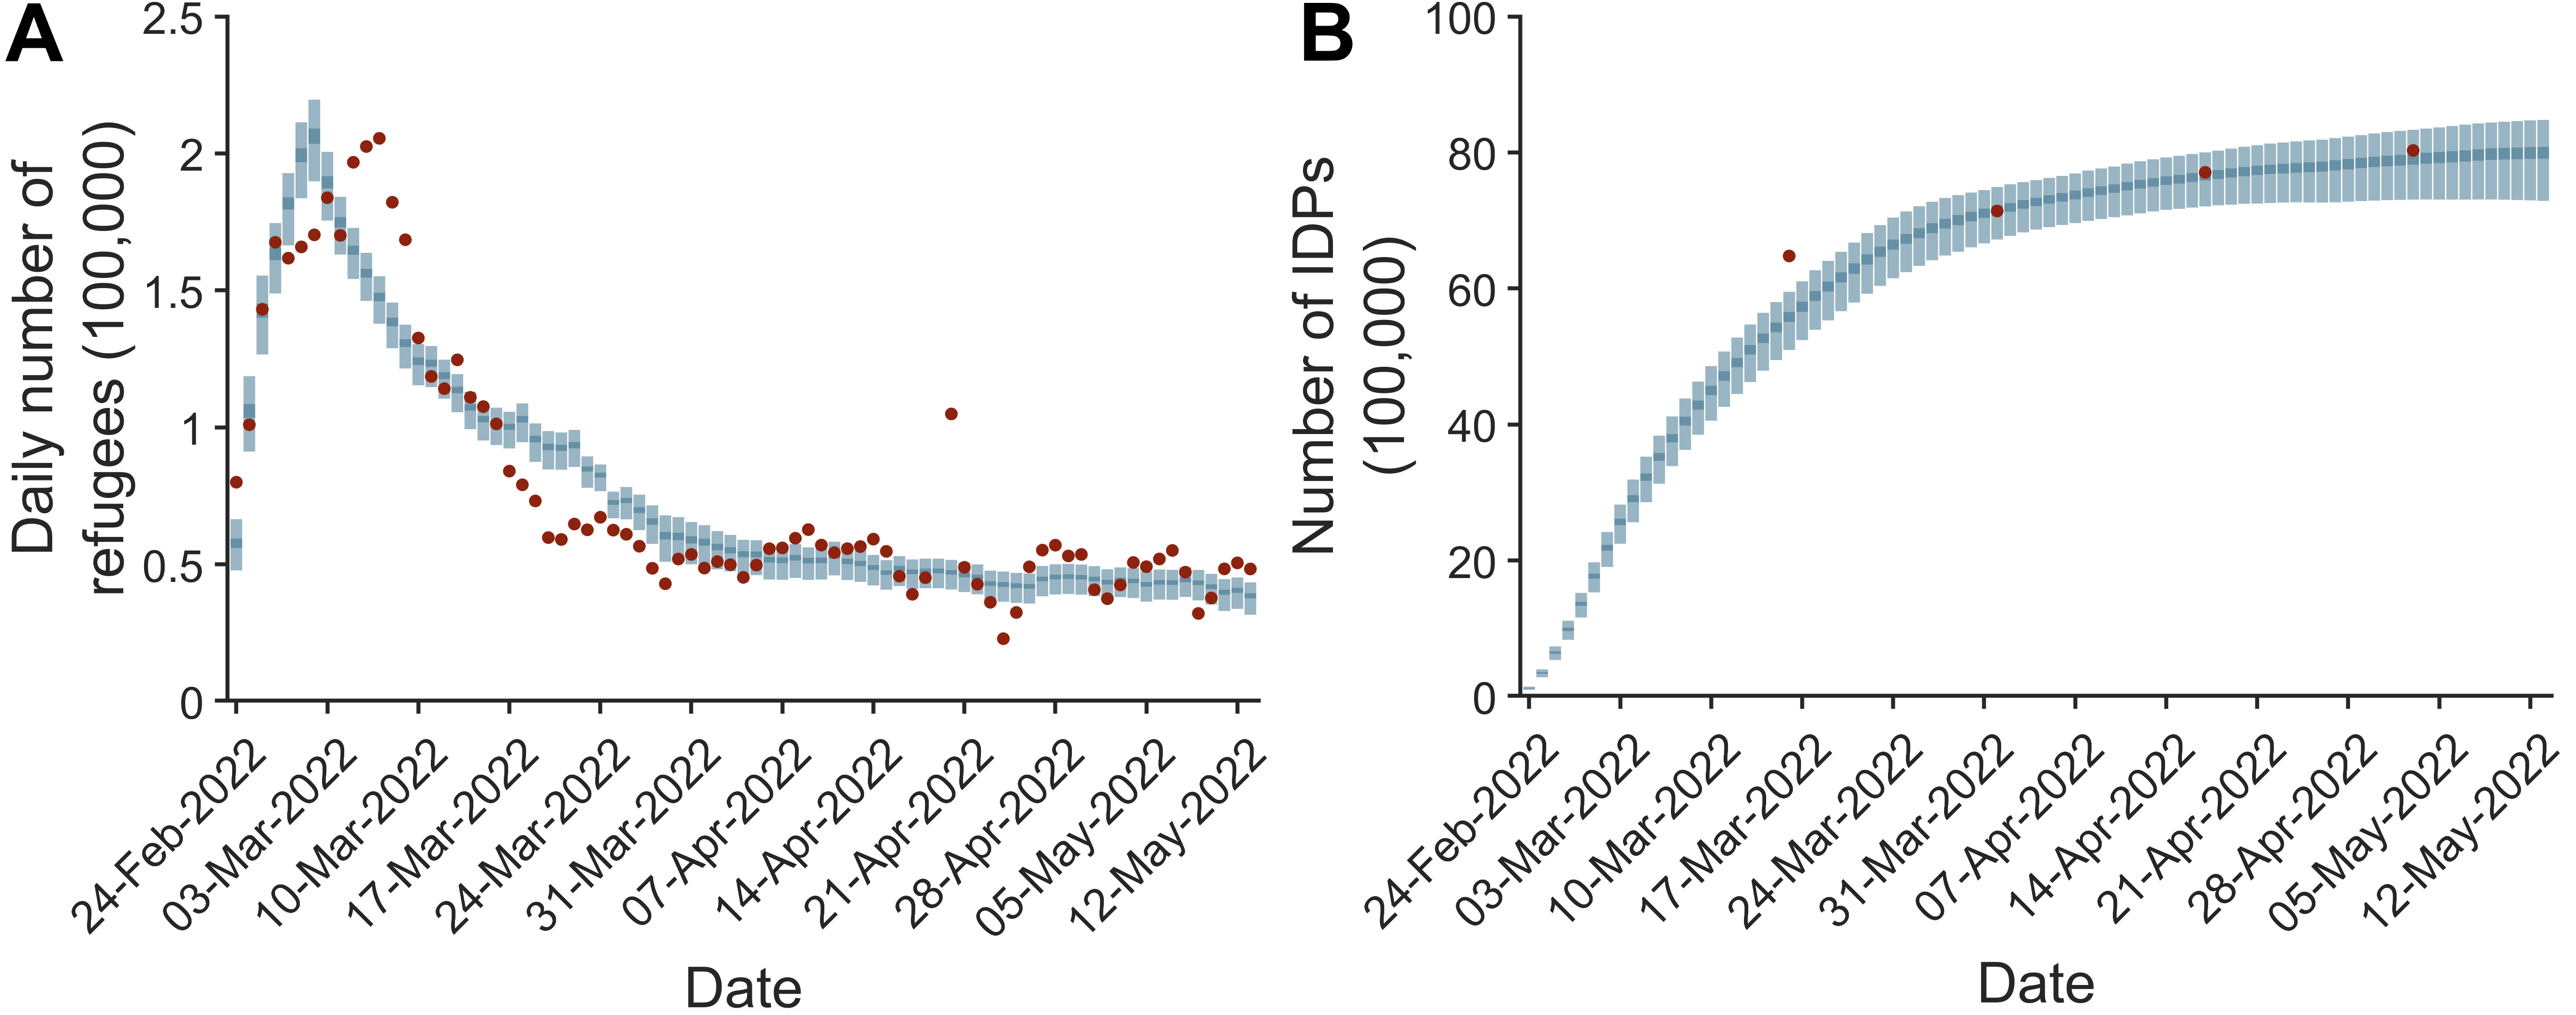 A
Daily number of
refugees (100,000)
2.5
2
1.5
1
0.5
0
24-Feb-2022
03-Mar-2022
10-Mar-2022
17-Mar-2022
24-Mar-2022
31-Mar-2022
07-Apr-2022
14-Apr-2022
21-Apr-2022
28-Apr-2022
05-May-2022
12-May-2022
Date
B
Number of IDPs
(100,000)
100
80
60
40
20
0
24-Feb-2022
03-Mar-2022
10-Mar-2022
17-Mar-2022
24-Mar-2022
31-Mar-2022
07-Apr-2022
14-Apr-2022
21-Apr-2022
28-Apr-2022
05-May-2022
12-May-2022
Date